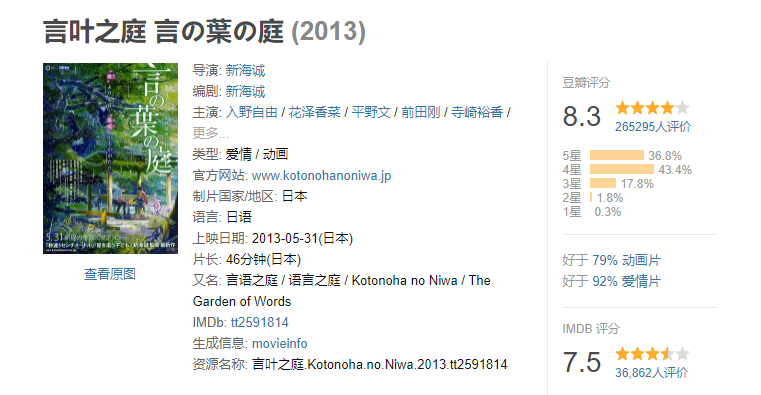 言叶之庭 言の葉の庭 (2013)
言の葉の庭
5.31
查看原图
导演: 新海诚
编剧: 新海诚
主演: 入野自由 / 花泽香菜 / 平野文 / 前田刚 / 寺崎裕香 /
更多...
类型: 爱情 / 动画
官方网站: www.kotonohanoniwa.jp
制片国家/地区: 日本
语言: 日语
上映日期: 2013-05-31(日本)
片长: 46分钟(日本)
又名: 言语之庭 / 语言之庭 / Kotonoha no Niwa / The
Garden of Words
IMDb: tt2591814
生成信息: movieinfo
资源名称: 言叶之庭.Kotonoha.no.Niwa.2013.tt2591814
豆瓣评分
8.3
265295人评价
5星 36.8%
4星 43.4%
3星 17.8%
2星 1.8%
1星 0.3%
好于 79% 动画片
好于 92% 爱情片
IMDB 评分
7.5
36,862人评价